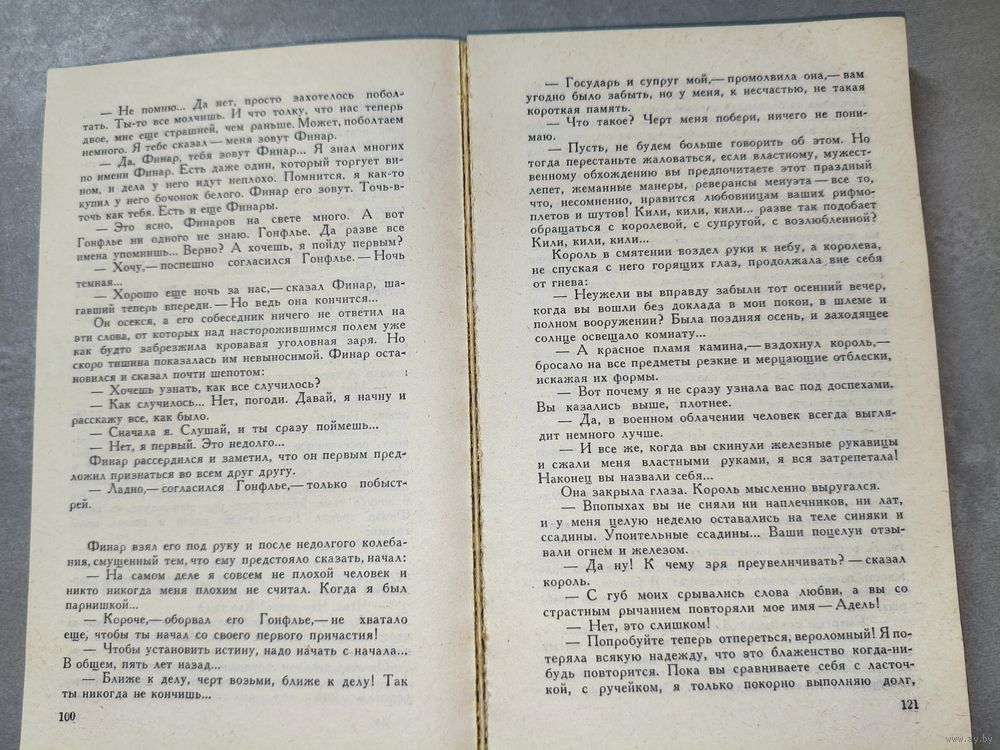 — Не помню... Да нет, просто захотелось побол-
тать. Ты-то все молчишь. И что толку, что нас теперь
двое, мне еще страшней, чем раньше. Может, поболтаем
немного. Я тебе сказал — меня зовут Финар.
— Да, Финар, тебя зовут Финар... Я знал многих
по имени Финар. Есть даже один, который торгует ви-
ном, и дела у него идут неплохо. Помнится, я как-то
купил у него бочонок белого. Финар его зовут. Точь-в-
точь как тебя. Есть и еще Финары.
— Это ясно, Финаров на свете много. А вот
Гонфлье ни одного не знаю. Гонфлье. Да разве все
имена упомнишь... Верно? А хочешь, я пойду первым?
— Хочу,— поспешно согласился Гонфлье.— Ночь
темная...
— Хорошо еще ночь за нас,— сказал Финар, ша-
гавший теперь впереди.— Но ведь она кончится...
Он осекся, а его собеседник ничего не ответил на
эти слова, от которых над насторожившимся полем уже
как будто забрезжила кровавая уголовная заря. Но
скоро тишина показалась им невыносимой. Финар оста-
новился и сказал почти шепотом:
— Хочешь узнать, как все случилось?
— Как случилось... Нет, погоди. Давай, я начну и
расскажу все, как было.
— Сначала я. Слушай, и ты сразу поймешь...
— Нет, я первый. Это недолго...
Финар рассердился и заметил, что он первым пред-
ложил признаться во всем друг другу.
— Ладно,— согласился Гонфлье,— только побыст-
рей.
Финар взял его под руку и после недолгого колеба-
ния, смущенный тем, что ему предстояло сказать, начал:
— На самом деле я совсем не плохой человек и
никто никогда меня плохим не считал. Когда я был
парнишкой...
— Короче,— оборвал его Гонфлье,— не хватало
еще, чтобы ты начал со своего первого причастия!
— Чтобы установить истину, надо начать с начала...
В общем, пять лет назад...
— Ближе к делу, черт возьми, ближе к делу! Так
ты никогда не кончишь...
100
— Государь и супруг мой,— промолвила она,— вам
угодно было забыть, но у меня, к несчастью, не такая
короткая память.
— Что такое? Черт меня побери, ничего не пони-
маю.
— Пусть, не будем больше говорить об этом. Но
тогда перестаньте жаловаться, если властному, мужест-
венному обхождению вы предпочитаете этот праздный
лепет, жеманные манеры, реверансы менуэта — все то,
что, несомненно, нравится любовницам ваших рифмо-
плетов и шутов! Кили, кили, кили... разве так подобает
обращаться с королевой, с супругой, с возлюбленной?
Кили, кили, кили...
Король в смятении воздел руки к небу, а королева,
не спуская с него горящих глаз, продолжала вне себя
от гнева:
— Неужели вы вправду забыли тот осенний вечер,
когда вы вошли без доклада в мои покои, в шлеме и
полном вооружении? Была поздняя осень, и заходящее
солнце освещало комнату...
— А красное пламя камина,— вздохнул король,—
бросало на все предметы резкие и мерцающие отблески,
искажая их формы.
— Вот почему я не сразу узнала вас под доспехами.
Вы казались выше, плотнее.
— Да, в военном облачении человек всегда выгля-
дит немного лучше.
— И все же, когда вы скинули железные рукавицы
и сжали меня властными руками, я вся затрепетала!
Наконец вы назвали себя...
Она закрыла глаза. Король мысленно выругался.
— Впопыхах вы не сняли ни наплечников, ни лат,
и у меня целую неделю оставались на теле синяки и
ссадины. Упоительные ссадины... Ваши поцелуи отзы-
вали огнем и железом.
— Да ну! К чему зря преувеличивать? — сказал
король.
— С губ моих срывались слова любви, а вы со
страстным рычанием повторяли мое имя — Адель!
— Нет, это слишком!
— Попробуйте теперь отпереться, вероломный! Я по-
теряла всякую надежду, что это блаженство когда-ни-
будь повторится. Пока вы сравниваете себя с ласточ-
кой, с ручейком, я только покорно выполняю долг,
121
www.ay.by